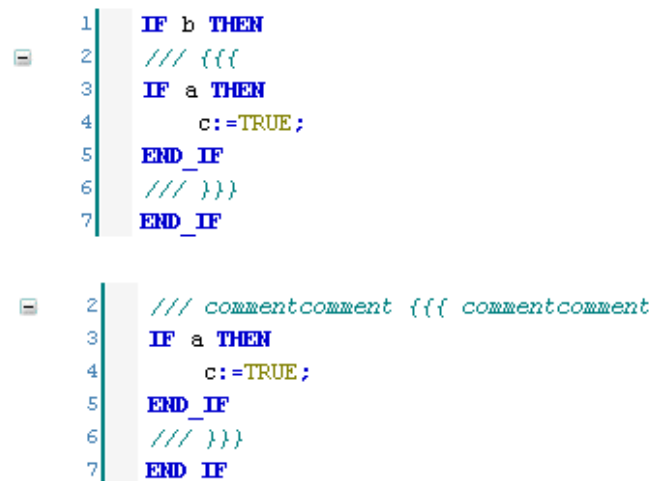 1 IF b THEN
2 /// {{{
3 IF a THEN
4 c:=TRUE;
5 END_IF
6 /// }}}
7 END_IF
2 /// commentcomment {{{ commentcomment
3 IF a THEN
4 c:=TRUE;
5 END_IF
6 /// }}}
7 END_IF